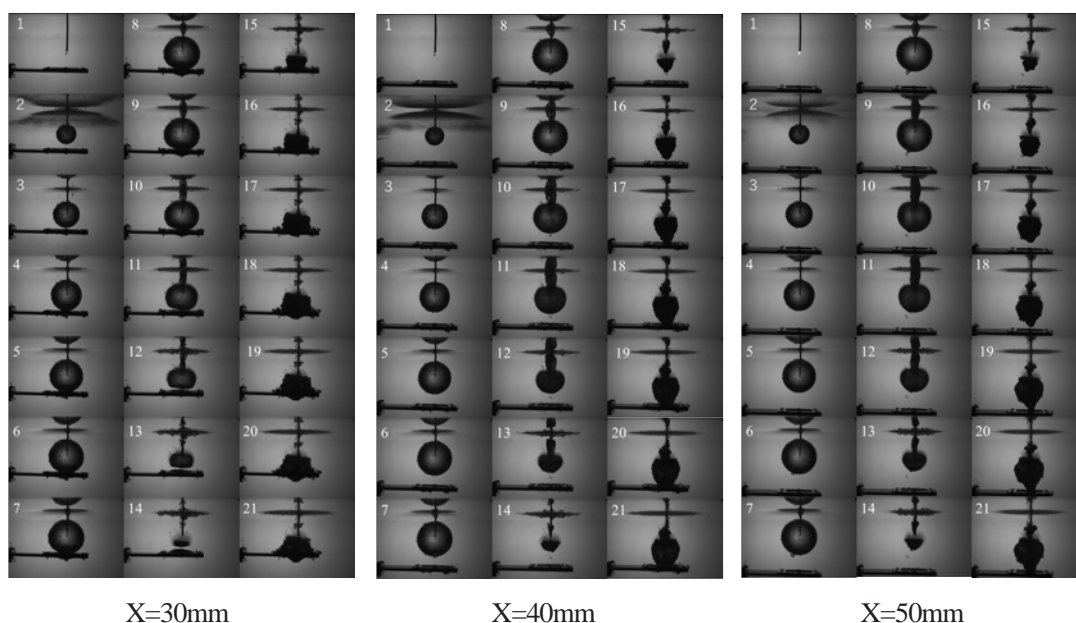 1 8 15 1 8 15 1 8 15
2 9 16 2 9 16 2 9 16
3 10 17 3 10 17 3 10 17
4 11 18 4 11 18 4 11 18
5 12 19 5 12 19 5 12 19
6 13 20 6 13 20 6 13 20
7 14 21 7 14 21 7 14 21
X=30mm X=40mm X=50mm